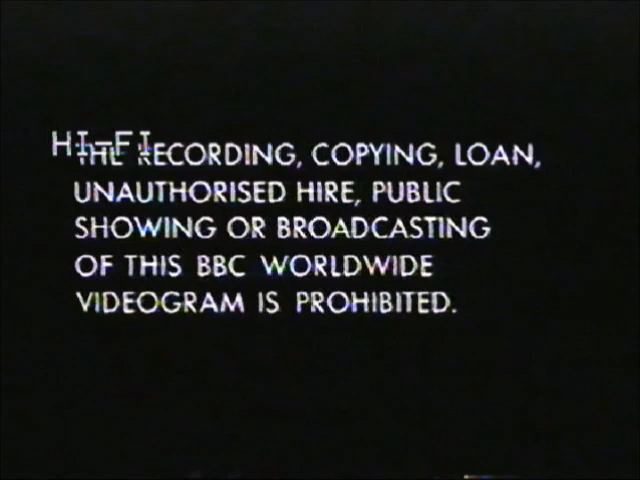 HI-FI
THE RECORDING, COPYING, LOAN,
UNAUTHORISED HIRE, PUBLIC
SHOWING OR BROADCASTING
OF THIS BBC WORLDWIDE
VIDEOGRAM IS PROHIBITED.